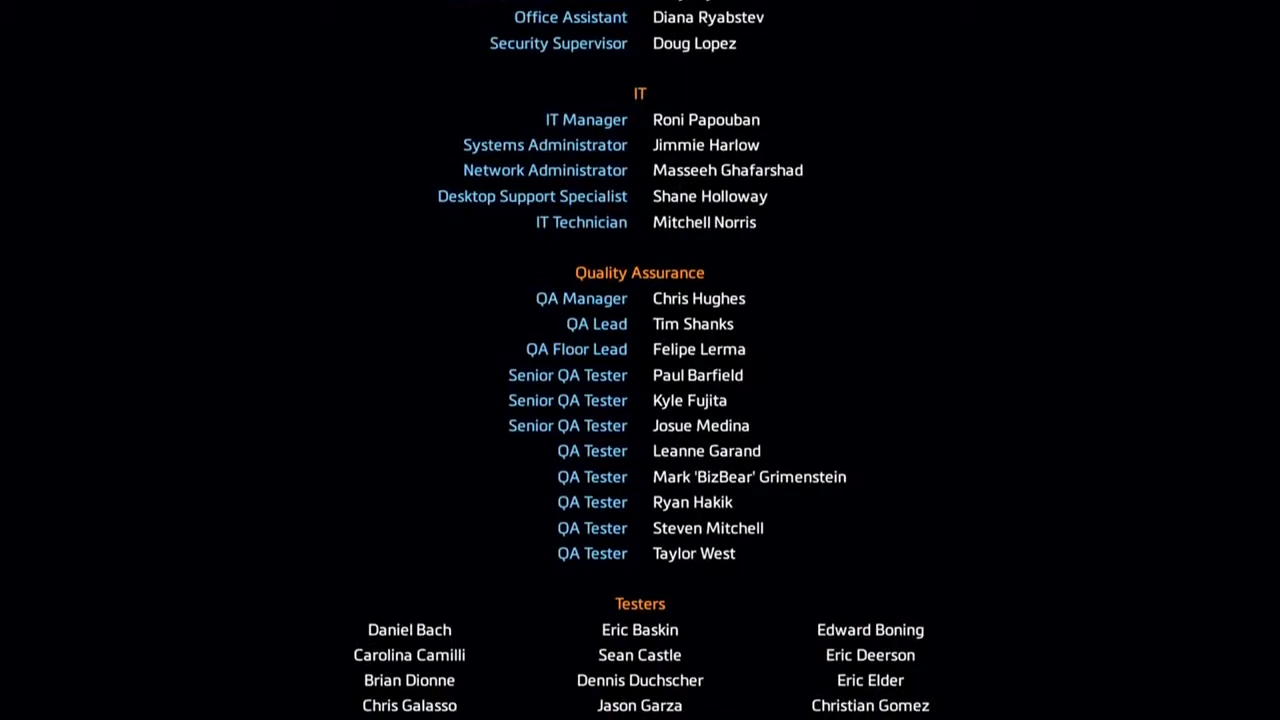 Office Assistant Diana Ryabstev
Security Supervisor Doug Lopez
IT
IT Manager Roni Papouban
Systems Administrator Jimmie Harlow
Network Administrator Masseeh Ghafarshad
Desktop Support Specialist Shane Holloway
IT Technician Mitchell Norris
Quality Assurance
QA Manager Chris Hughes
QA Lead Tim Shanks
QA Floor Lead Felipe Lerma
Senior QA Tester Paul Barfield
Senior QA Tester Kyle Fujita
Senior QA Tester Josue Medina
QA Tester Leanne Garand
QA Tester Mark 'BizBear' Grimenstein
QA Tester Ryan Hakik
QA Tester Steven Mitchell
QA Tester Taylor West
Testers
Daniel Bach Eric Baskin Edward Boning
Carolina Camilli Sean Castle Eric Deerson
Brian Dionne Dennis Duchscher Eric Elder
Chris Galasso Jason Garza Christian Gomez